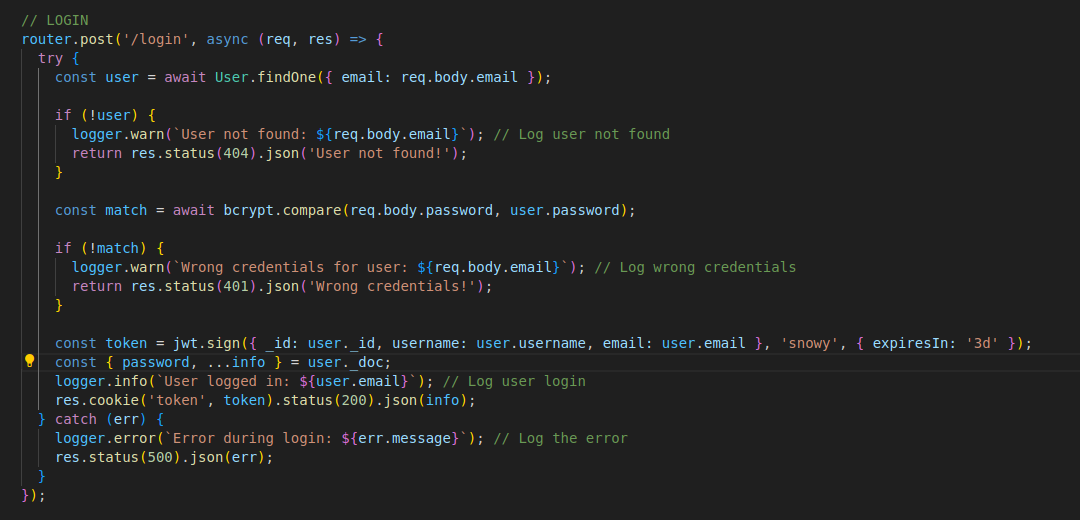 // LOGIN
router.post('/login', async (req, res) => {
try {
const user = await User.findOne({ email: req.body.email });
if (!user) {
logger.warn(`User not found: ${req.body.email}`); // Log user not found
return res.status(404).json('User not found!');
}
const match = await bcrypt.compare(req.body.password, user.password);
if (!match) {
logger.warn(`Wrong credentials for user: ${req.body.email}`); // Log wrong credentials
return res.status(401).json('Wrong credentials!');
}
const token = jwt.sign({ _id: user._id, username: user.username, email: user.email }, 'snowy', { expiresIn: '3d' });
const { password, ...info } = user._doc;
logger.info(`User logged in: ${user.email}`); // Log user login
res.cookie('token', token).status(200).json(info);
} catch (err) {
logger.error(`Error during login: ${err.message}`); // Log the error
res.status(500).json(err);
}
});